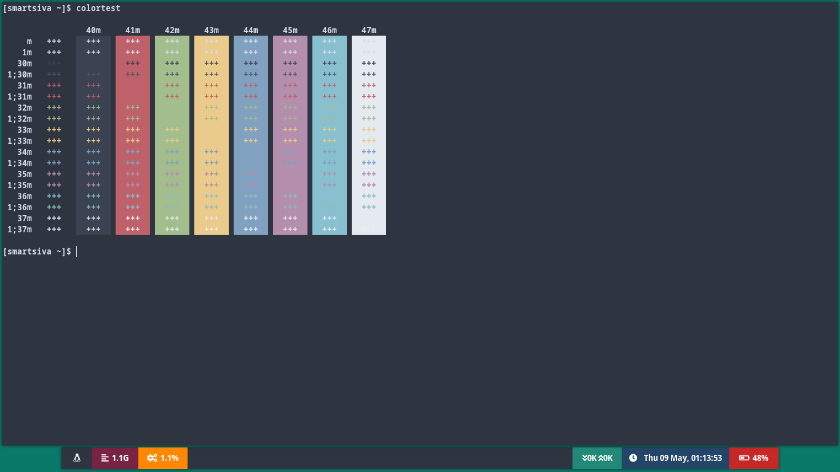 [smartsiva ~]$ colortest
40m 41m 42m 43m 44m 45m 46m 47m
m +++ +++ +++ +++ +++ +++ +++ +++ +++
1m +++ +++ +++ +++ +++ +++ +++ +++ +++
30m +++ +++ +++ +++ +++ +++ +++ +++
1;30m +++ +++ +++ +++ +++ +++ +++ +++ +++
31m +++ +++ +++ +++ +++ +++ +++ +++
1;31m +++ +++ +++ +++ +++ +++ +++ +++
32m +++ +++ +++ +++ +++ +++ +++ +++
1;32m +++ +++ +++ +++ +++ +++ +++ +++
33m +++ +++ +++ +++ +++ +++ +++ +++
1;33m +++ +++ +++ +++ +++ +++ +++ +++
34m +++ +++ +++ +++ +++ +++ +++ +++
1;34m +++ +++ +++ +++ +++ +++ +++ +++
35m +++ +++ +++ +++ +++ +++ +++ +++
1;35m +++ +++ +++ +++ +++ +++ +++ +++
36m +++ +++ +++ +++ +++ +++ +++ +++
1;36m +++ +++ +++ +++ +++ +++ +++ +++
37m +++ +++ +++ +++ +++ +++ +++ +++
1;37m +++ +++ +++ +++ +++ +++ +++ +++
[smartsiva ~]$
1.1G 1.1% 0K 0K Thu 09 May, 01:13:53 48%